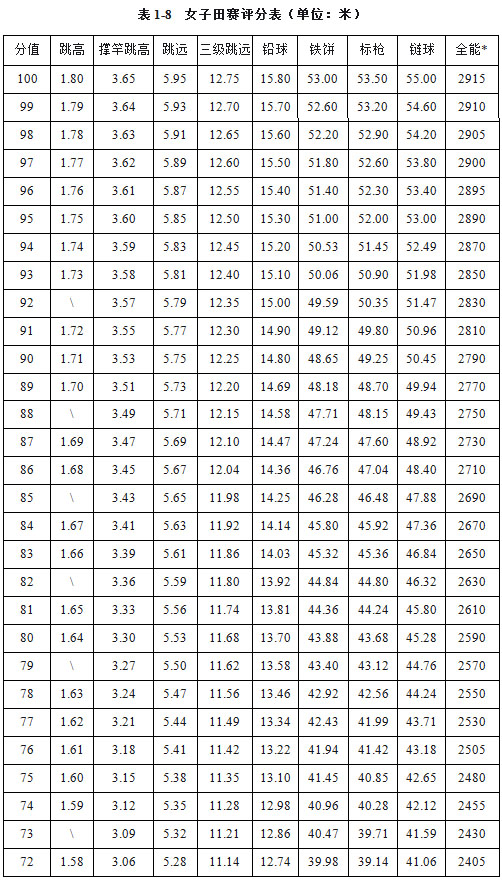 表 1-8 女子田赛评分表（单位：米）
分值 跳高 撑竿跳高 跳远 三级跳远 铅球 铁饼 标枪 链球 全能*
100 1.80 3.65 5.95 12.75 15.80 53.00 53.50 55.00 2915
99 1.79 3.64 5.93 12.70 15.70 52.60 53.20 54.60 2910
98 1.78 3.63 5.91 12.65 15.60 52.20 52.90 54.20 2905
97 1.77 3.62 5.89 12.60 15.50 51.80 52.60 53.80 2900
96 1.76 3.61 5.87 12.55 15.40 51.40 52.30 53.40 2895
95 1.75 3.60 5.85 12.50 15.30 51.00 52.00 53.00 2890
94 1.74 3.59 5.83 12.45 15.20 50.53 51.45 52.49 2870
93 1.73 3.58 5.81 12.40 15.10 50.06 50.90 51.98 2850
92 \ 3.57 5.79 12.35 15.00 49.59 50.35 51.47 2830
91 1.72 3.55 5.77 12.30 14.90 49.12 49.80 50.96 2810
90 1.71 3.53 5.75 12.25 14.80 48.65 49.25 50.45 2790
89 1.70 3.51 5.73 12.20 14.69 48.18 48.70 49.94 2770
88 \ 3.49 5.71 12.15 14.58 47.71 48.15 49.43 2750
87 1.69 3.47 5.69 12.10 14.47 47.24 47.60 48.92 2730
86 1.68 3.45 5.67 12.04 14.36 46.76 47.04 48.40 2710
85 \ 3.43 5.65 11.98 14.25 46.28 46.48 47.88 2690
84 1.67 3.41 5.63 11.92 14.14 45.80 45.92 47.36 2670
83 1.66 3.39 5.61 11.86 14.03 45.32 45.36 46.84 2650
82 \ 3.36 5.59 11.80 13.92 44.84 44.80 46.32 2630
81 1.65 3.33 5.56 11.74 13.81 44.36 44.24 45.80 2610
80 1.64 3.30 5.53 11.68 13.70 43.88 43.68 45.28 2590
79 \ 3.27 5.50 11.62 13.58 43.40 43.12 44.76 2570
78 1.63 3.24 5.47 11.56 13.46 42.92 42.56 44.24 2550
77 1.62 3.21 5.44 11.49 13.34 42.43 41.99 43.71 2530
76 1.61 3.18 5.41 11.42 13.22 41.94 41.42 43.18 2505
75 1.60 3.15 5.38 11.35 13.10 41.45 40.85 42.65 2480
74 1.59 3.12 5.35 11.28 12.98 40.96 40.28 42.12 2455
73 \ 3.09 5.32 11.21 12.86 40.47 39.71 41.59 2430
72 1.58 3.06 5.28 11.14 12.74 39.98 39.14 41.06 2405